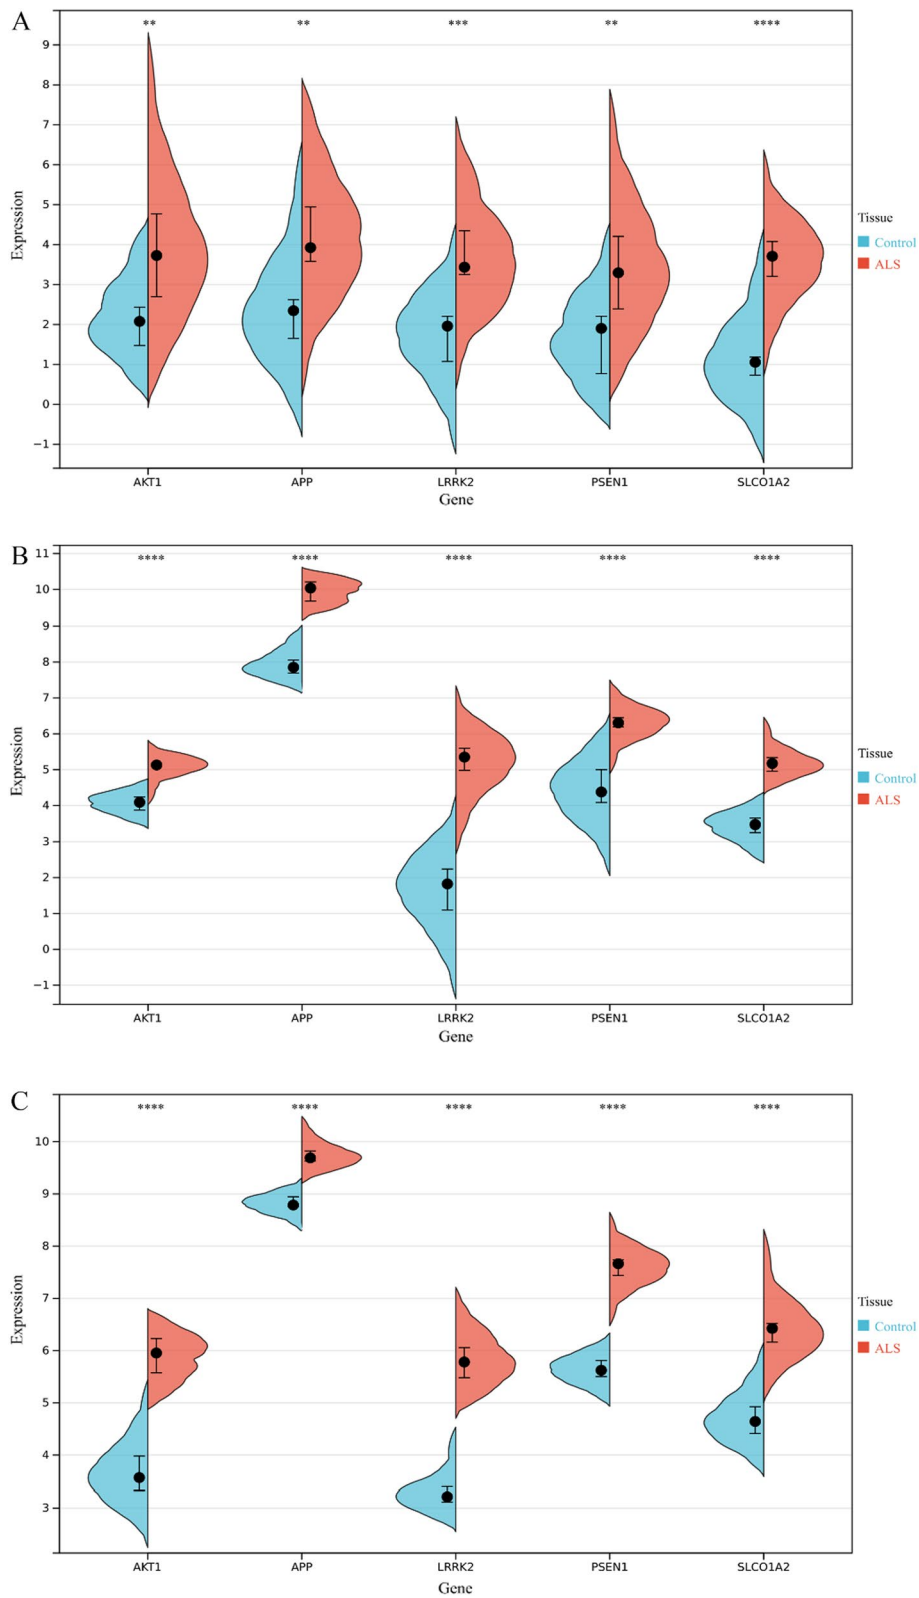 A
** ** *** ** ****
9
8
7
6
5
4
3
2
1
0
−1
Expression
AKT1 APP LRRK2 PSEN1 SLCO1A2
Gene
Tissue
Control
ALS
B
**** **** **** **** ****
11
10
9
8
7
6
5
4
3
2
1
0
−1
Expression
AKT1 APP LRRK2 PSEN1 SLCO1A2
Gene
Tissue
Control
ALS
C
**** **** **** **** ****
10
9
8
7
6
5
4
3
Expression
AKT1 APP LRRK2 PSEN1 SLCO1A2
Gene
Tissue
Control
ALS